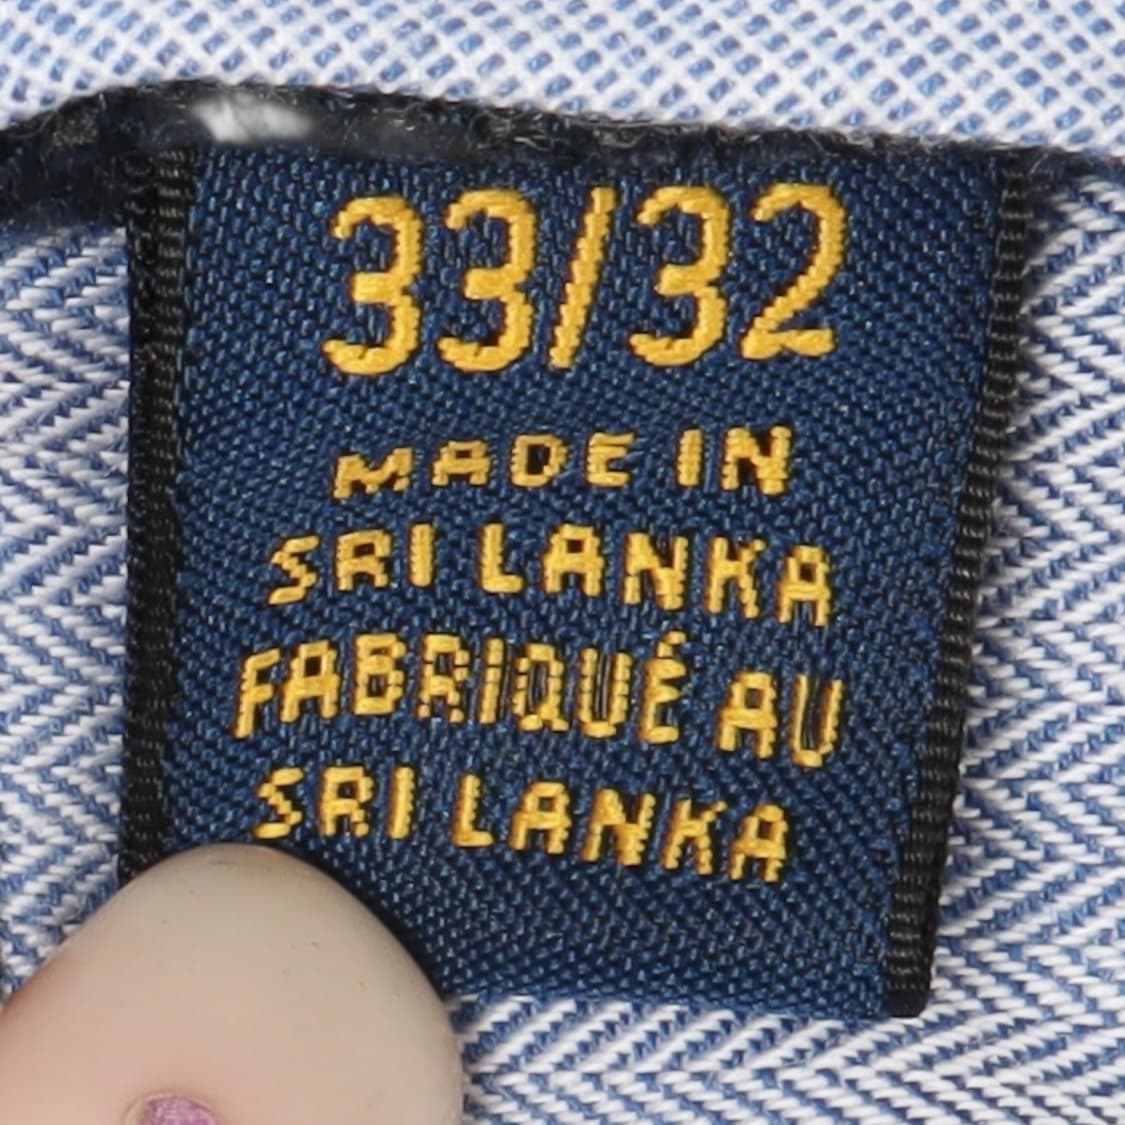 33/32
MADE IN
SRI LANKA
FABRIQUÉ AU
SRI LANKA